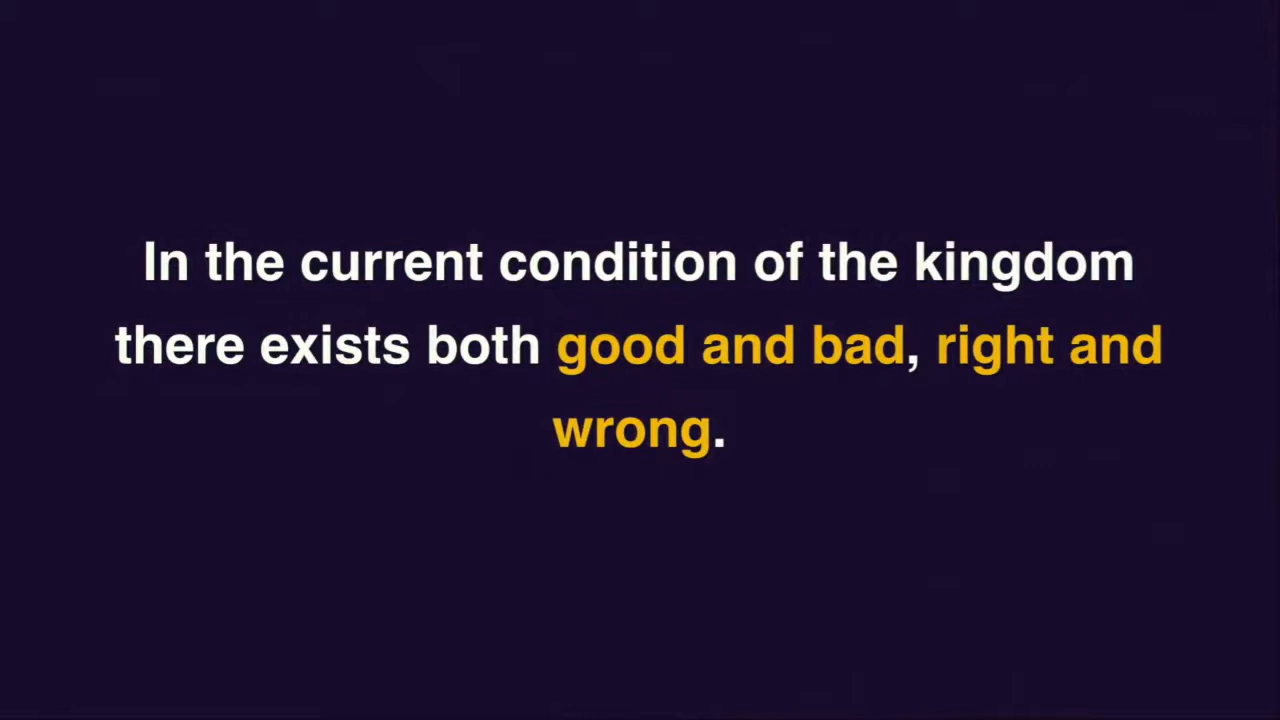 In the current condition of the kingdom
there exists both good and bad, right and
wrong.